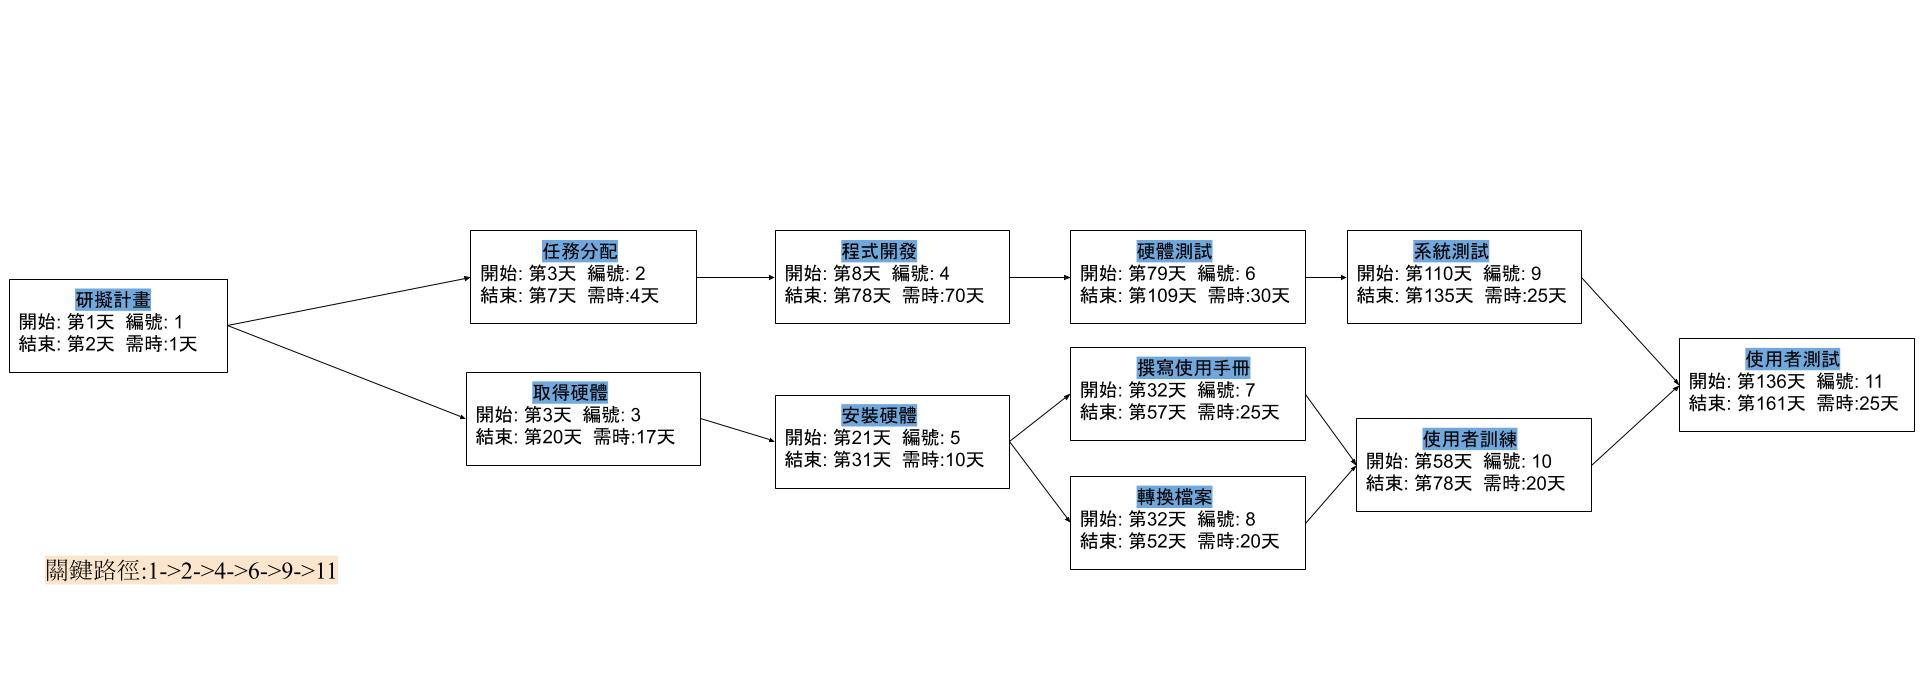 研擬計畫
開始: 第1天  編號: 1
結束: 第2天  需時:1天
任務分配
開始: 第3天  編號: 2
結束: 第7天  需時:4天
取得硬體
開始: 第3天  編號: 3
結束: 第20天  需時:17天
程式開發
開始: 第8天  編號: 4
結束: 第78天  需時:70天
安裝硬體
開始: 第21天  編號: 5
結束: 第31天  需時:10天
硬體測試
開始: 第79天  編號: 6
結束: 第109天  需時:30天
撰寫使用手冊
開始: 第32天  編號: 7
結束: 第57天  需時:25天
轉換檔案
開始: 第32天  編號: 8
結束: 第52天  需時:20天
系統測試
開始: 第110天  編號: 9
結束: 第135天  需時:25天
使用者訓練
開始: 第58天  編號: 10
結束: 第78天  需時:20天
使用者測試
開始: 第136天  編號: 11
結束: 第161天  需時:25天
關鍵路徑:1->2->4->6->9->11